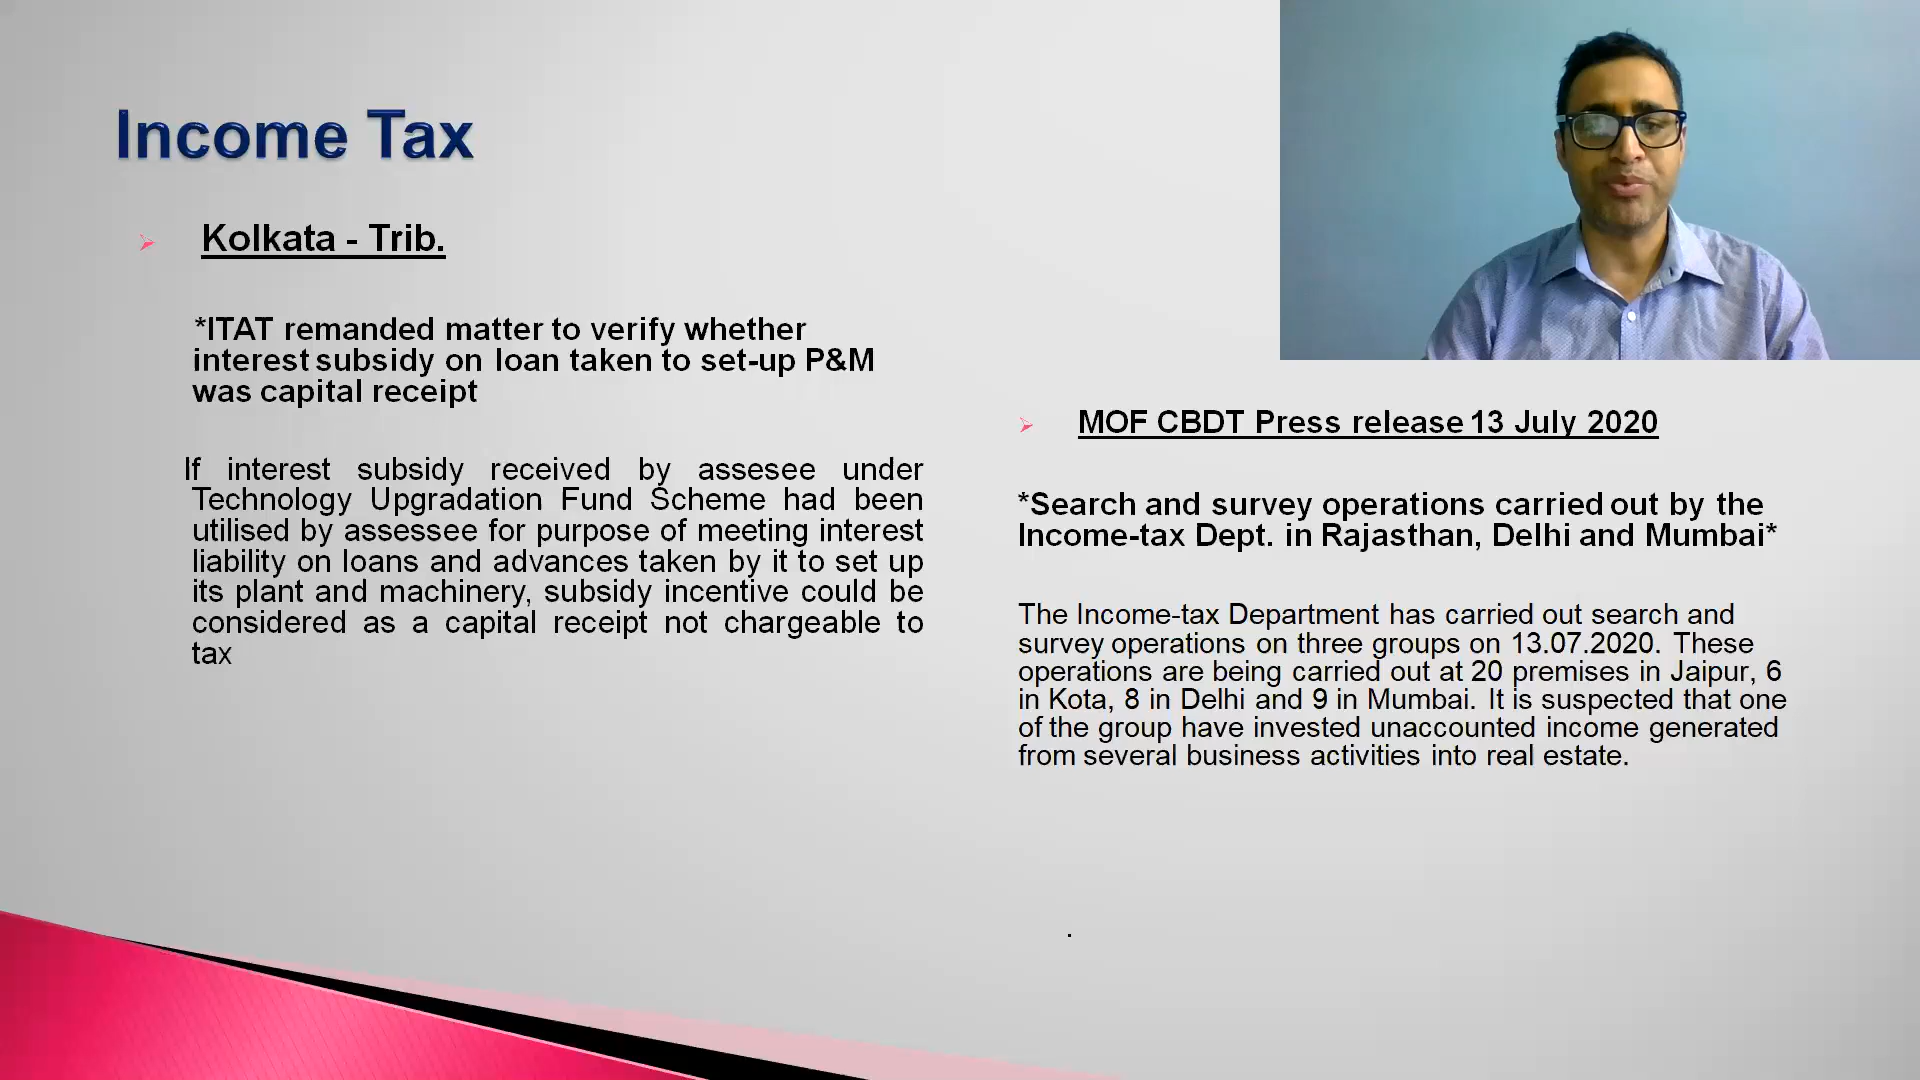 Income Tax
Kolkata - Trib.
*ITAT remanded matter to verify whether
interest subsidy on loan taken to set-up P&M
was capital receipt
If interest subsidy received by assesee under
Technology Upgradation Fund Scheme had been
utilised by assessee for purpose of meeting interest
liability on loans and advances taken by it to set up
its plant and machinery, subsidy incentive could be
considered as a capital receipt not chargeable to
tax
MOF CBDT Press release 13 July 2020
*Search and survey operations carried out by the
Income-tax Dept. in Rajasthan, Delhi and Mumbai*
The Income-tax Department has carried out search and
survey operations on three groups on 13.07.2020. These
operations are being carried out at 20 premises in Jaipur, 6
in Kota, 8 in Delhi and 9 in Mumbai. It is suspected that one
of the group have invested unaccounted income generated
from several business activities into real estate.
.